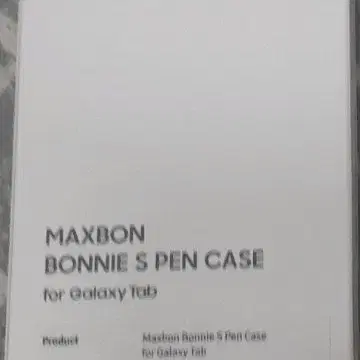 MAXBON
BONNIE S PEN CASE
for Galaxy Tab
Product
Maxbon Bonnie S Pen Case
for Galaxy Tab